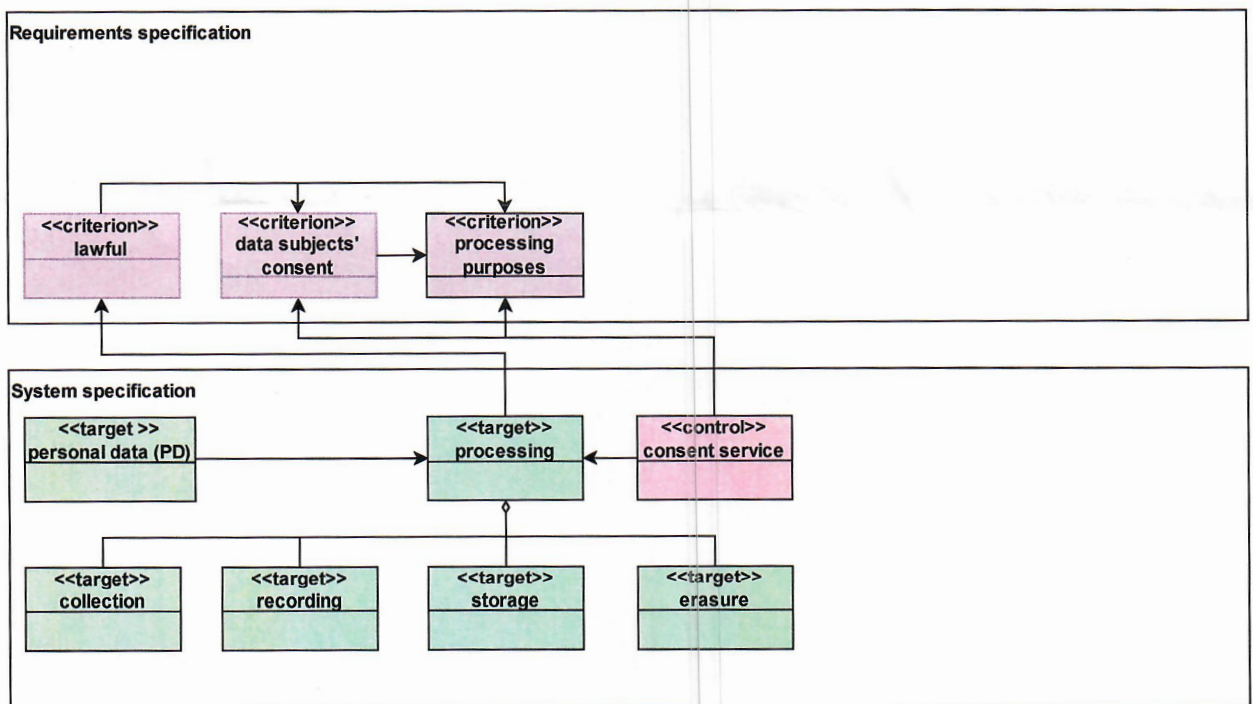 Requirements specification
<<criterion>>
lawful
<<criterion>>
data subjects'
consent
<<criterion>>
processing
purposes
System specification
<<target >>
personal data (PD)
<<target>>
processing
<<control>>
consent service
<<target>>
collection
<<target>>
recording
<<target>>
storage
<<target>>
erasure